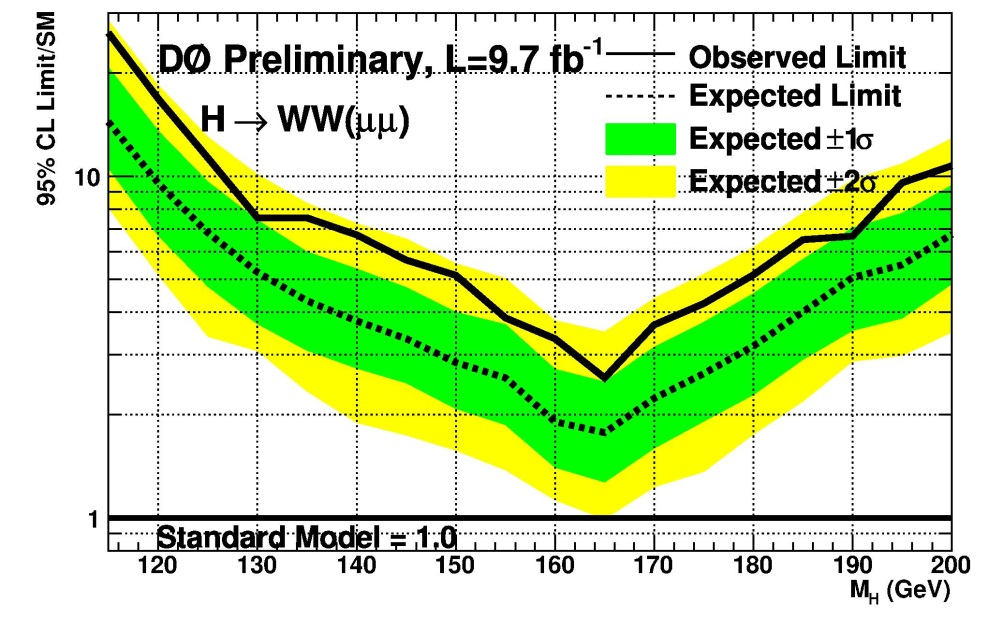 95% CL Limit/SM
DØ Preliminary, L=9.7 fb⁻¹
H → WW(μμ)
Observed Limit
Expected Limit
Expected ±1σ
Expected ±2σ
10
1
Standard Model = 1.0
120 130 140 150 160 170 180 190 200
M_H (GeV)